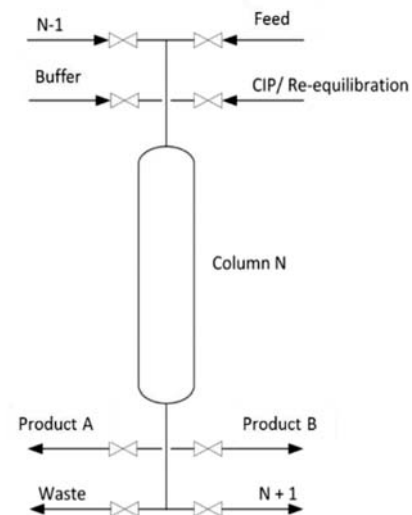 N-1
Feed
Buffer
CIP/ Re-equilibration
Column N
Product A
Product B
Waste
N + 1